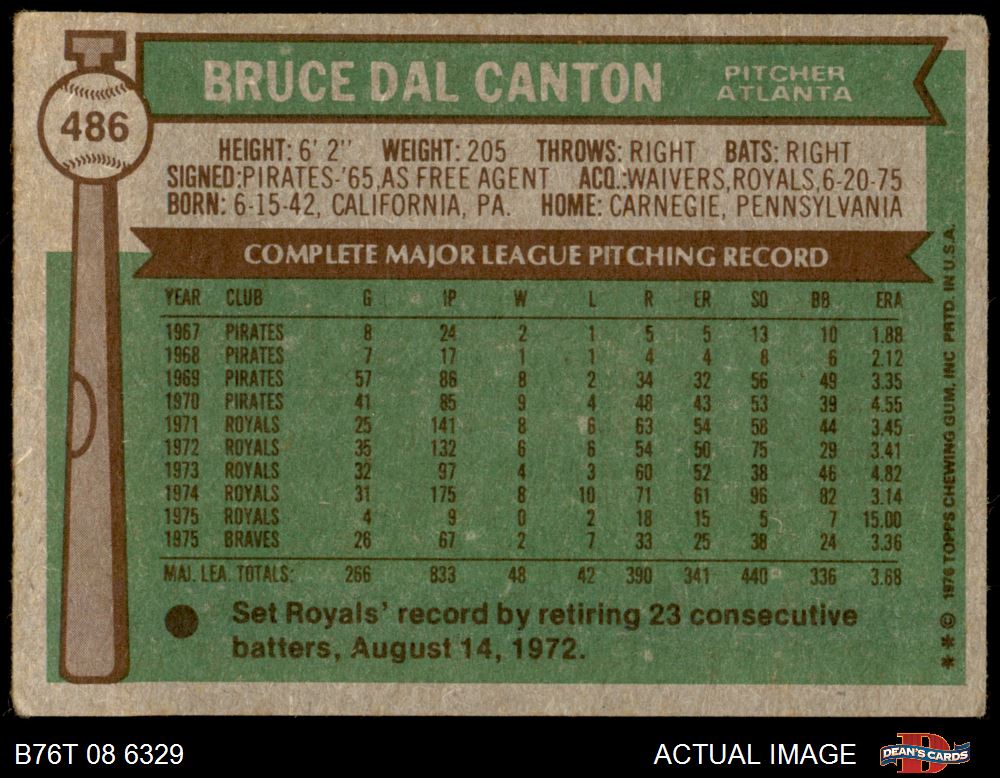 BRUCE DAL CANTON
PITCHER
ATLANTA
486
HEIGHT: 6' 2" WEIGHT: 205 THROWS: RIGHT BATS: RIGHT
SIGNED: PIRATES-'65, AS FREE AGENT ACQ.: WAIVERS, ROYALS, 6-20-75
BORN: 6-15-42, CALIFORNIA, PA. HOME: CARNEGIE, PENNSYLVANIA
COMPLETE MAJOR LEAGUE PITCHING RECORD
YEAR CLUB G IP W L R ER SO BB ERA
1967 PIRATES 8 24 2 1 5 5 13 10 1.88
1968 PIRATES 7 17 1 1 4 4 8 6 2.12
1969 PIRATES 57 86 8 2 34 32 56 49 3.35
1970 PIRATES 41 85 9 4 48 43 53 39 4.55
1971 ROYALS 25 141 8 6 63 54 58 44 3.45
1972 ROYALS 35 132 6 6 54 50 75 29 3.41
1973 ROYALS 32 97 4 3 60 52 38 46 4.82
1974 ROYALS 31 175 8 10 71 61 96 82 3.14
1975 ROYALS 4 9 0 2 18 15 5 7 15.00
1975 BRAVES 26 67 2 7 33 25 38 24 3.36
MAJ. LEA. TOTALS: 266 833 48 42 390 341 440 336 3.68
Set Royals' record by retiring 23 consecutive
batters, August 14, 1972.
* * © 1976 TOPPS CHEWING GUM, INC PRTD. IN U.S.A.
B76T 08 6329
ACTUAL IMAGE
D
DEAN'S CARDS